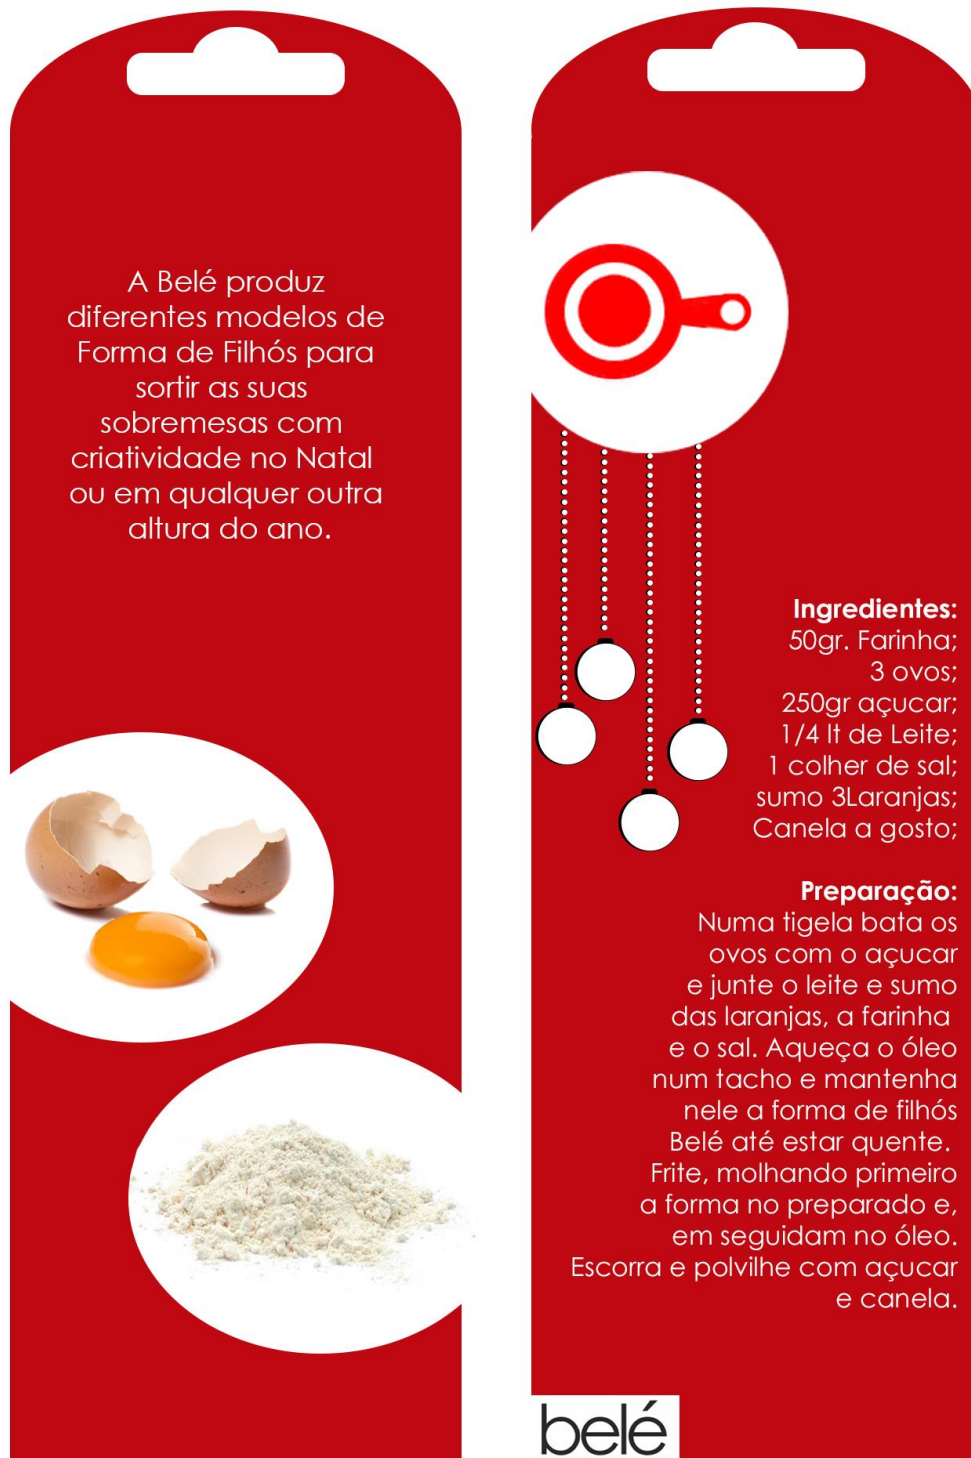 A Belé produz
diferentes modelos de
Forma de Filhós para
sortir as suas
sobremesas com
criatividade no Natal
ou em qualquer outra
altura do ano.
Ingredientes:
50gr. Farinha;
3 ovos;
250gr açucar;
1/4 lt de Leite;
1 colher de sal;
sumo 3Laranjas;
Canela a gosto;
Preparação:
Numa tigela bata os
ovos com o açucar
e junte o leite e sumo
das laranjas, a farinha
e o sal. Aqueça o óleo
num tacho e mantenha
nele a forma de filhós
Belé até estar quente.
Frite, molhando primeiro
a forma no preparado e,
em seguidam no óleo.
Escorra e polvilhe com açucar
e canela.
belé